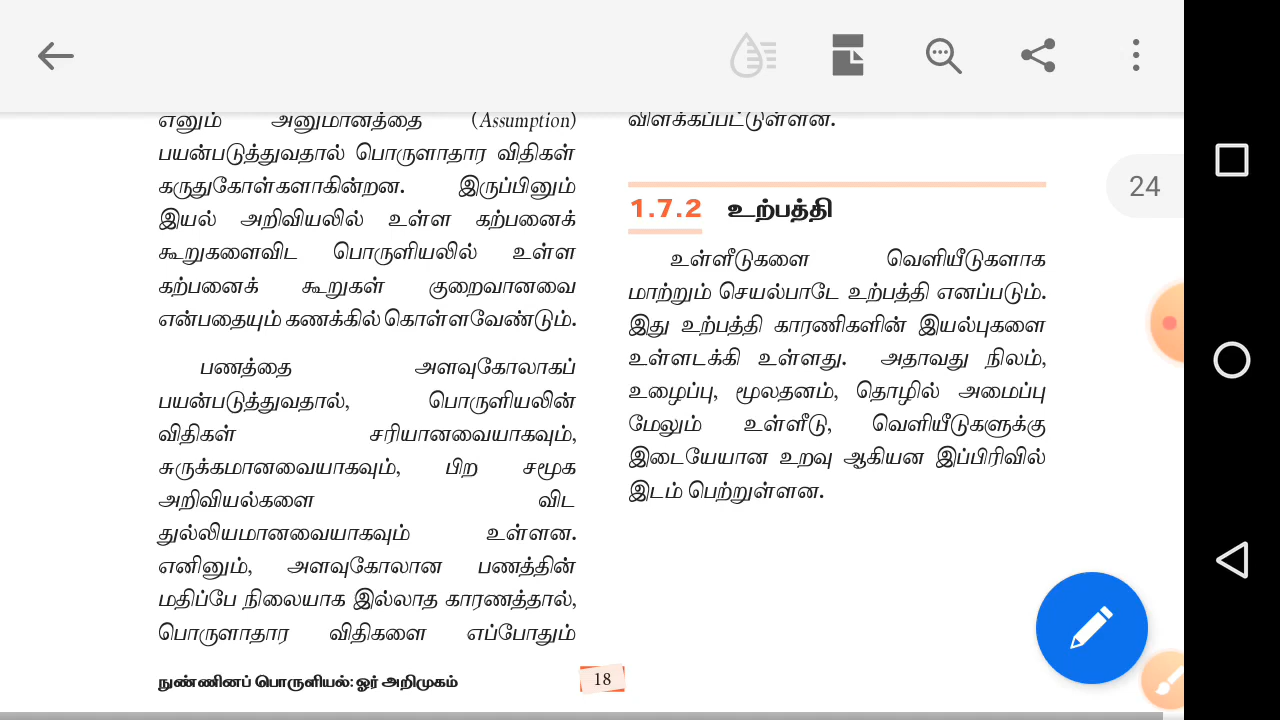 24
எனும் அனுமானத்தை (Assumption)
பயன்படுத்துவதால் பொருளாதார விதிகள்
கருதுகோள்களாகின்றன. இருப்பினும்
இயல் அறிவியலில் உள்ள கற்பனைக்
கூறுகளைவிட பொருளியலில் உள்ள
கற்பனைக் கூறுகள் குறைவானவை
என்பதையும் கணக்கில் கொள்ளவேண்டும்.
பணத்தை அளவுகோலாகப்
பயன்படுத்துவதால், பொருளியலின்
விதிகள் சரியானவையாகவும்,
சுருக்கமானவையாகவும், பிற சமூக
அறிவியல்களை விட
துல்லியமானவையாகவும் உள்ளன.
எனினும், அளவுகோலான பணத்தின்
மதிப்பே நிலையாக இல்லாத காரணத்தால்,
பொருளாதார விதிகளை எப்போதும்
விளக்கப்பட்டுள்ளன.
1.7.2 உற்பத்தி
உள்ளீடுகளை வெளியீடுகளாக
மாற்றும் செயல்பாடே உற்பத்தி எனப்படும்.
இது உற்பத்தி காரணிகளின் இயல்புகளை
உள்ளடக்கி உள்ளது. அதாவது நிலம்,
உழைப்பு, மூலதனம், தொழில் அமைப்பு
மேலும் உள்ளீடு, வெளியீடுகளுக்கு
இடையேயான உறவு ஆகியன இப்பிரிவில்
இடம் பெற்றுள்ளன.
நுண்ணினப் பொருளியல்: ஓர் அறிமுகம்
18